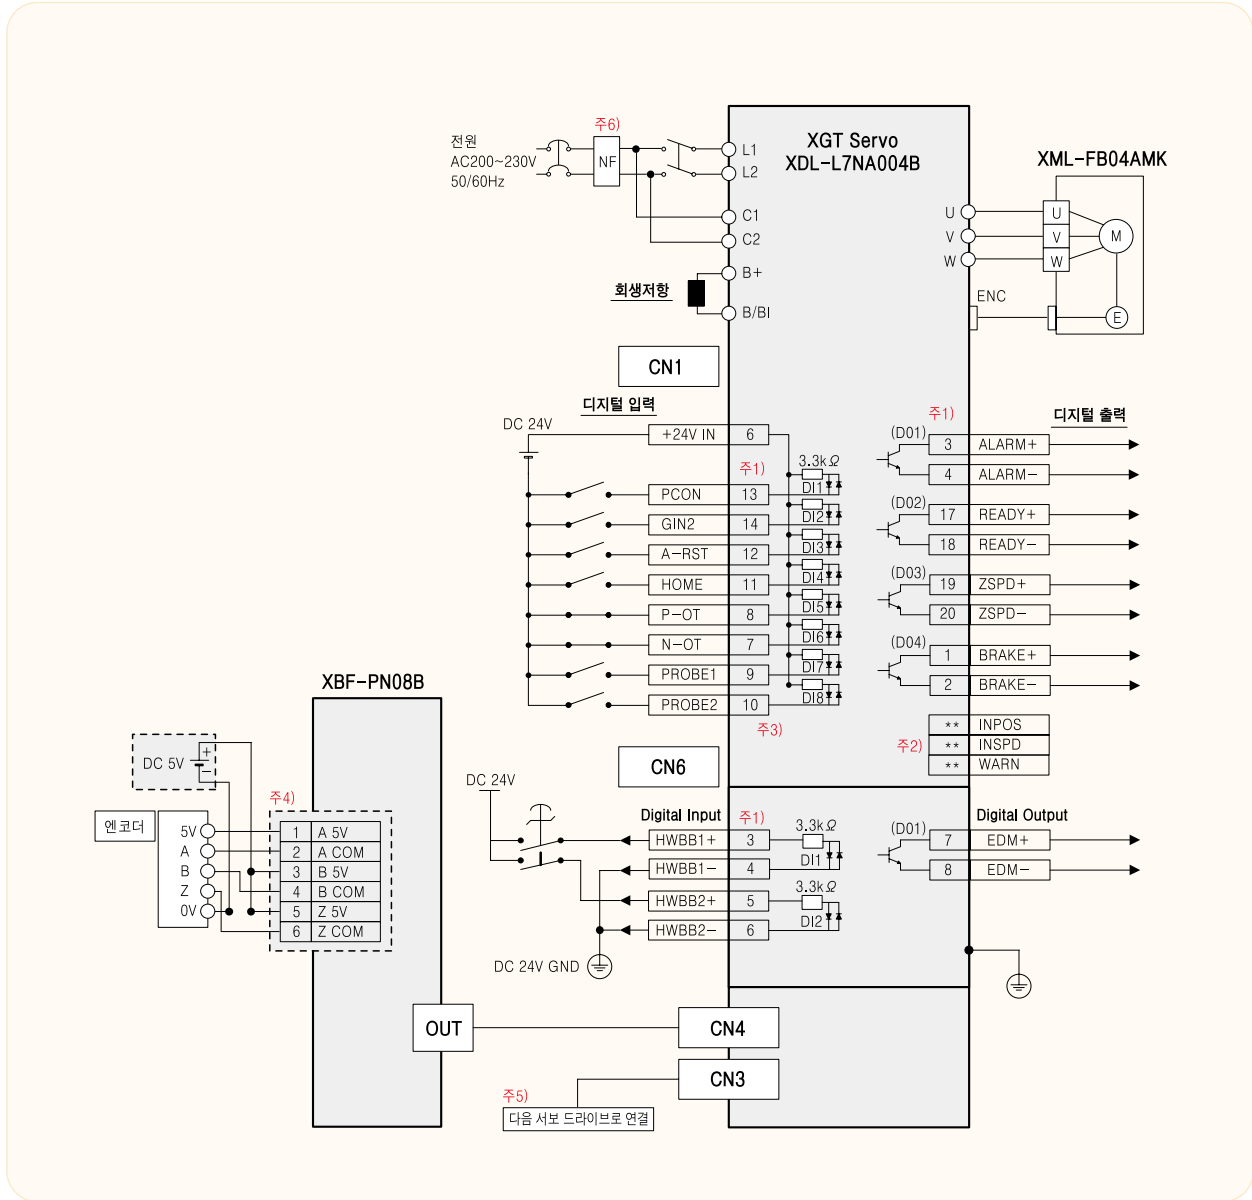 전원
AC200~230V
50/60Hz
주6)
NF
L1
L2
C1
C2
B+
B/BI
회생저항
XGT Servo
XDL-L7NA004B
XML-FB04AMK
U
V
W
U
V
W
M
ENC
E
CN1
디지털 입력
DC 24V
+24V IN 6
주1)
PCON 13
GIN2 14
A-RST 12
HOME 11
P-OT 8
N-OT 7
PROBE1 9
PROBE2 10
주3)
3.3kΩ
DI1
DI2
DI3
DI4
DI5
DI6
DI7
DI8
주1)
디지털 출력
(D01)
3 ALARM+
4 ALARM-
(D02)
17 READY+
18 READY-
(D03)
19 ZSPD+
20 ZSPD-
(D04)
1 BRAKE+
2 BRAKE-
주2)
** INPOS
** INSPD
** WARN
CN6
DC 24V
Digital Input
주1)
HWBB1+ 3
HWBB1- 4
HWBB2+ 5
HWBB2- 6
DC 24V GND
3.3kΩ
DI1
3.3kΩ
DI2
Digital Output
(D01)
7 EDM+
8 EDM-
XBF-PN08B
DC 5V
+
-
주4)
엔코더
5V
A
B
Z
0V
1 A 5V
2 A COM
3 B 5V
4 B COM
5 Z 5V
6 Z COM
OUT
CN4
CN3
주5)
다음 서보 드라이브로 연결